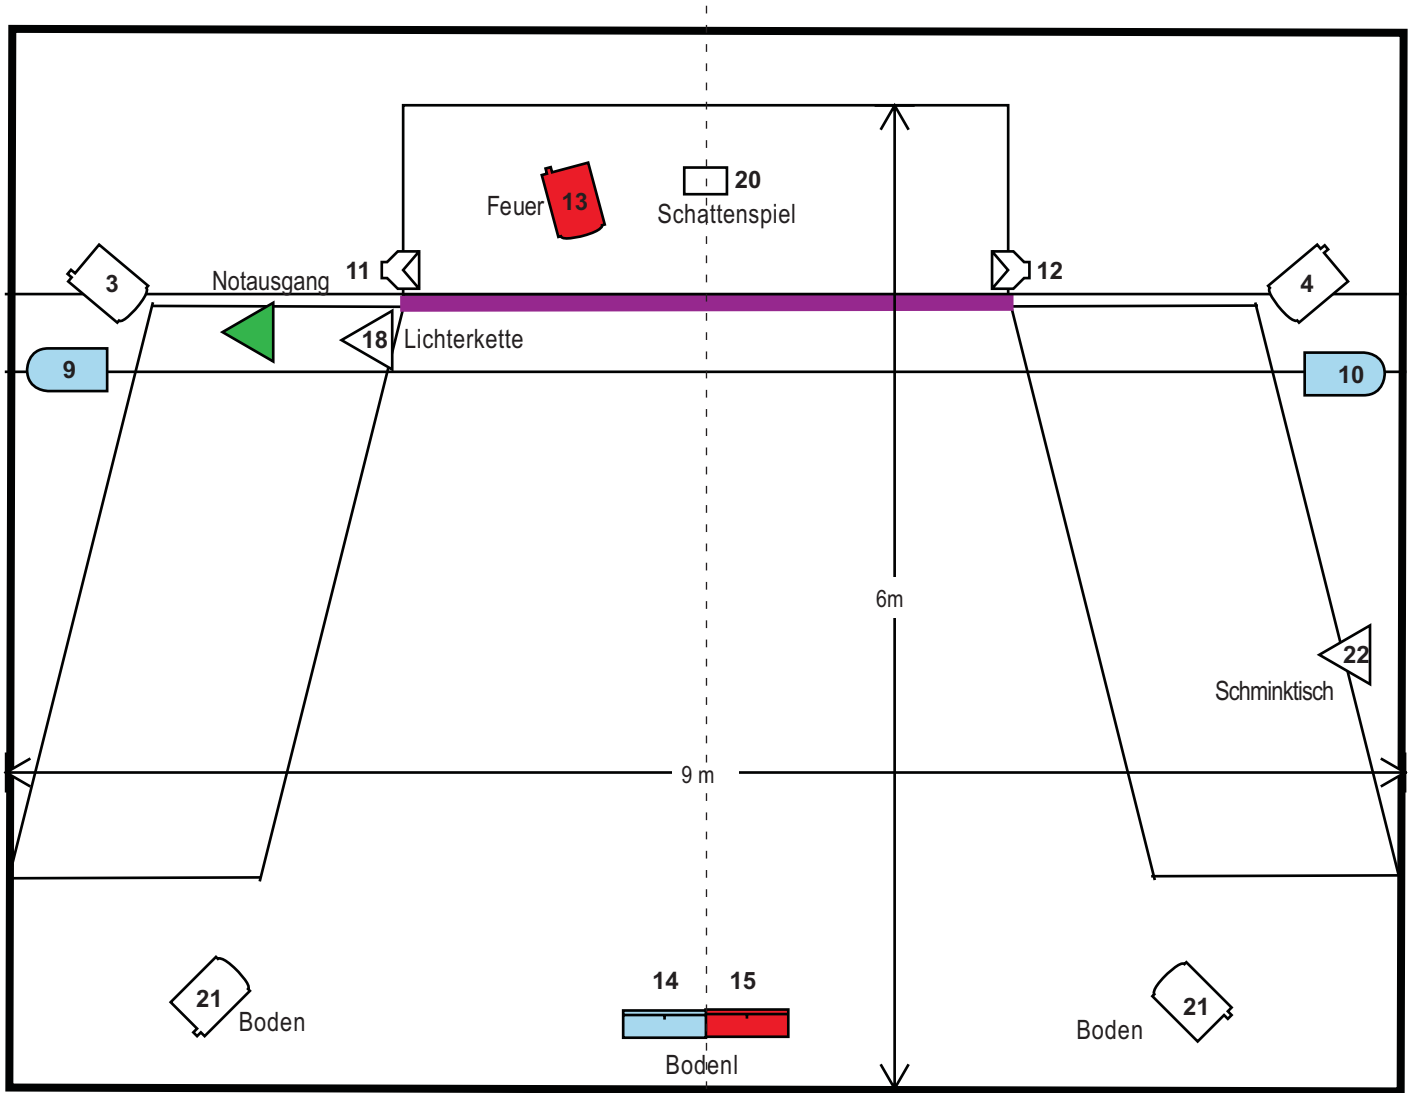 13
Feuer
20
Schattenspiel
11
12
3
4
Notausgang
18
Lichterkette
9
10
6m
22
Schminktisch
9 m
14
15
21
Boden
21
Boden
Bodenl